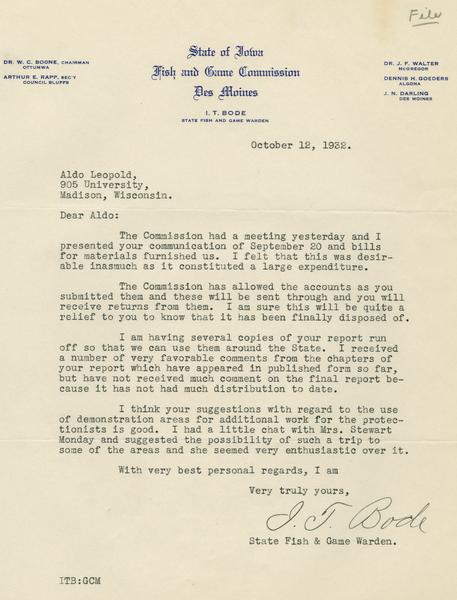 File
State of Iowa
Fish and Game Commission
Des Moines
I. T. BODE
STATE FISH AND GAME WARDEN
DR. W. C. BOONE, CHAIRMAN
OTTUMWA
ARTHUR E. RAPP, SEC'Y
COUNCIL BLUFFS
DR. J. F. WALTER
MCGREGOR
DENNIS H. GOEDERS
ALGONA
J. N. DARLING
DES MOINES
October 12, 1932.
Aldo Leopold,
905 University,
Madison, Wisconsin.
Dear Aldo:
The Commission had a meeting yesterday and I
presented your communication of September 20 and bills
for materials furnished us. I felt that this was desir-
able inasmuch as it constituted a large expenditure.
The Commission has allowed the accounts as you
submitted them and these will be sent through and you will
receive returns from them. I am sure this will be quite a
relief to you to know that it has been finally disposed of.
I am having several copies of your report run
off so that we can use them around the State. I received
a number of very favorable comments from the chapters of
your report which have appeared in published form so far,
but have not received much comment on the final report be-
cause it has not had much distribution to date.
I think your suggestions with regard to the use
of demonstration areas for additional work for the protec-
tionists is good. I had a little chat with Mrs. Stewart
Monday and suggested the possibility of such a trip to
some of the areas and she seemed very enthusiastic over it.
With very best personal regards, I am
Very truly yours,
I. T. Bode
State Fish & Game Warden.
ITB:GCM